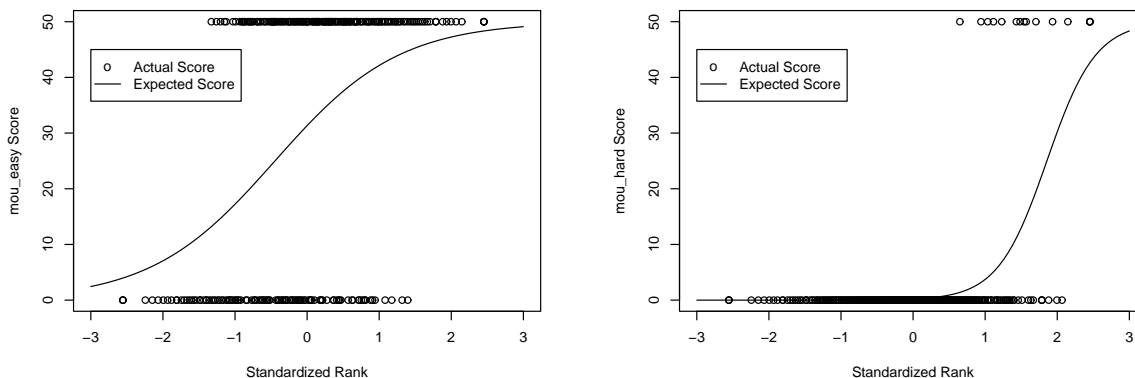 0 10 20 30 40 50
mou_easy Score
Actual Score
Expected Score
−3 −2 −1 0 1 2 3
Standardized Rank
0 10 20 30 40 50
mou_hard Score
Actual Score
Expected Score
−3 −2 −1 0 1 2 3
Standardized Rank